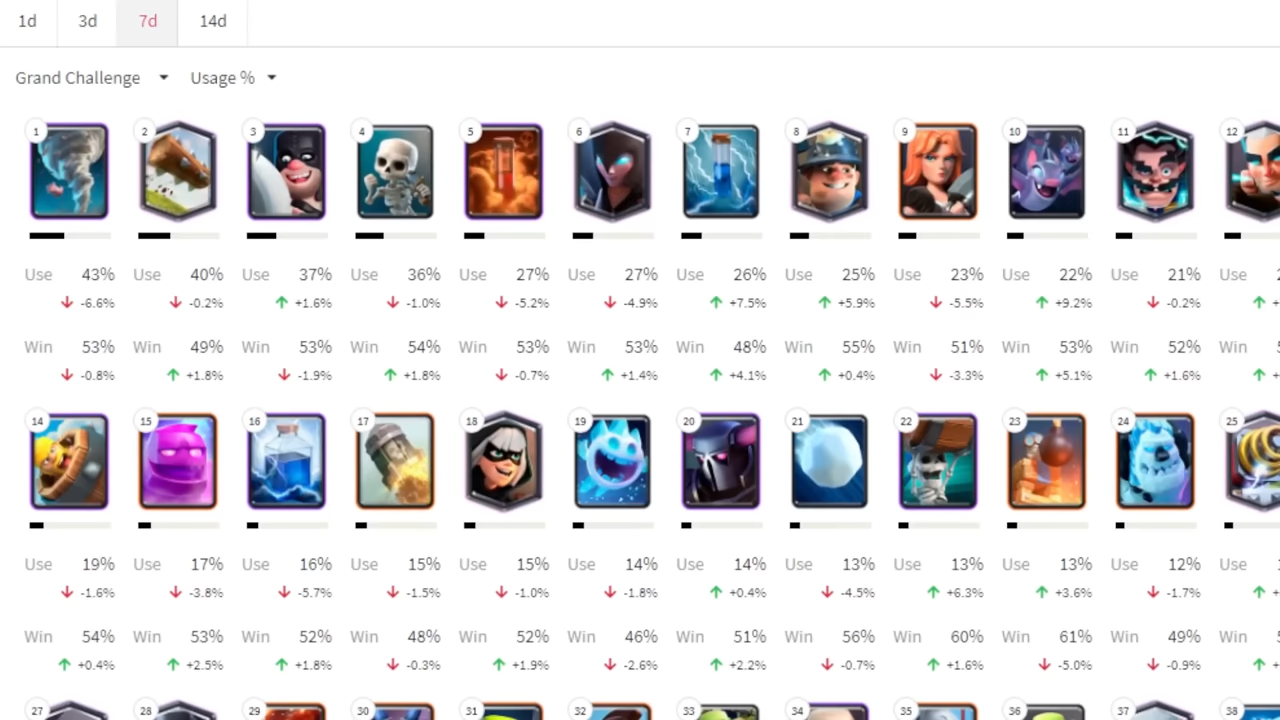 1d 3d 7d 14d
Grand Challenge Usage %
1 2 3 4 5 6 7 8 9 10 11 12
Use 43% Use 40% Use 37% Use 36% Use 27% Use 27% Use 26% Use 25% Use 23% Use 22% Use 21% Use
-6.6% -0.2% +1.6% -1.0% -5.2% -4.9% +7.5% +5.9% -5.5% +9.2% -0.2% +
Win 53% Win 49% Win 53% Win 54% Win 53% Win 53% Win 48% Win 55% Win 51% Win 53% Win 52% Win
-0.8% +1.8% -1.9% +1.8% -0.7% +1.4% +4.1% +0.4% -3.3% +5.1% +1.6% +
14 15 16 17 18 19 20 21 22 23 24 25
Use 19% Use 17% Use 16% Use 15% Use 15% Use 14% Use 14% Use 13% Use 13% Use 13% Use 12% Use
-1.6% -3.8% -5.7% -1.5% -1.0% -1.8% +0.4% -4.5% +6.3% +3.6% -1.7% +
Win 54% Win 53% Win 52% Win 48% Win 52% Win 46% Win 51% Win 56% Win 60% Win 61% Win 49% Win
+0.4% +2.5% +1.8% -0.3% +1.9% -2.6% +2.2% -0.7% +1.6% -5.0% -0.9% +
27 28 29 30 31 32 33 34 35 36 37 38